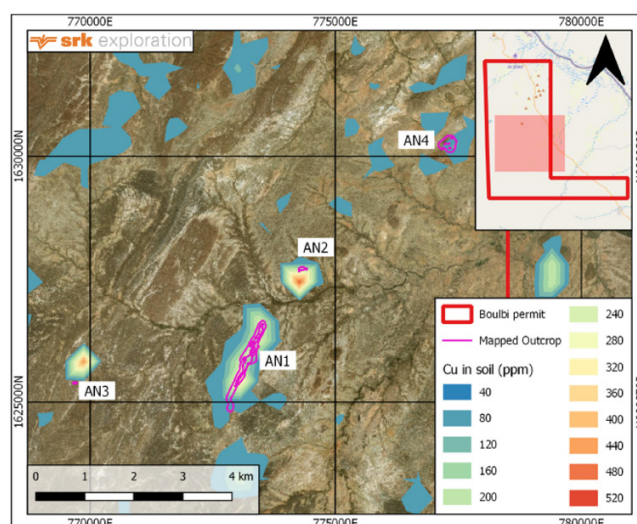 770000E 775000E 780000E
srk exploration
1630000N
1625000N
AN4
AN2
AN1
AN3
Boulbi permit
Mapped Outcrop
Cu in soil (ppm)
40
80
120
160
200
240
280
320
360
400
440
480
520
0 1 2 3 4 km
770000E 775000E 780000E